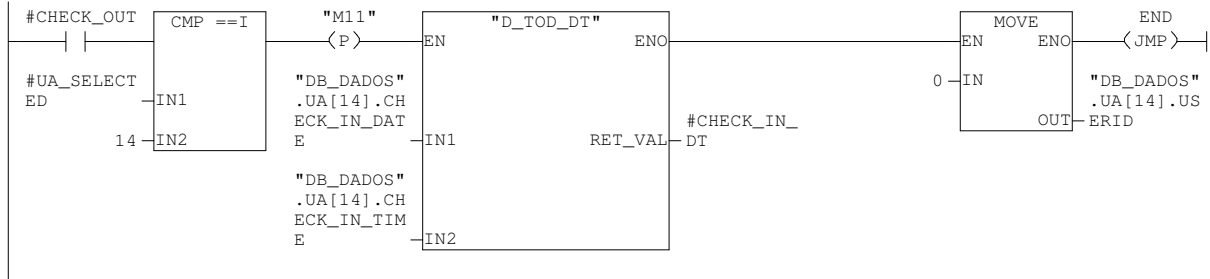 #CHECK_OUT
CMP ==I
"M11"
"D_TOD_DT"
MOVE
END
P
EN
ENO
EN
ENO
JMP
#UA_SELECT
ED
IN1
"DB_DADOS"
.UA[14].CH
ECK_IN_DAT
E
IN1
0
IN
"DB_DADOS"
.UA[14].US
ERID
OUT
#CHECK_IN_
DT
RET_VAL
14
IN2
"DB_DADOS"
.UA[14].CH
ECK_IN_TIM
E
IN2